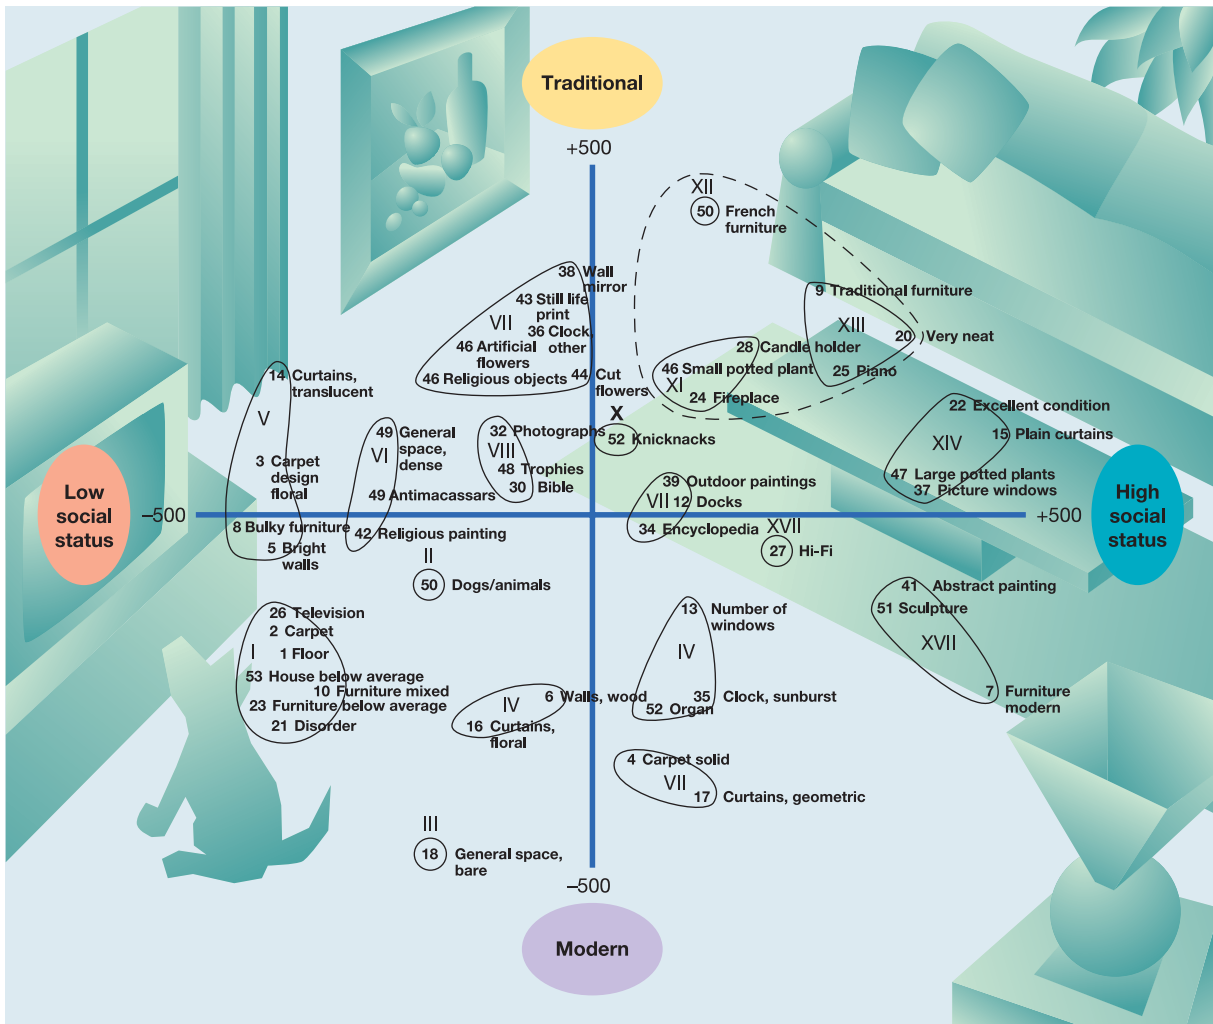 Traditional
+500
XII
50 French
furniture
38 Wall
mirror
43 Still life
print
VII
36 Clock,
other
46 Artificial
flowers
46 Religious objects
44 Cut
flowers
9 Traditional furniture
XIII
20 Very neat
28 Candle holder
46 Small potted plant
25 Piano
XI
24 Fireplace
14 Curtains,
translucent
V
3 Carpet
design
floral
8 Bulky furniture
5 Bright
walls
49 General
space,
dense
VI
49 Antimacassars
42 Religious painting
32 Photographs
VIII
48 Trophies
30 Bible
X
52 Knicknacks
22 Excellent condition
15 Plain curtains
XIV
47 Large potted plants
37 Picture windows
39 Outdoor paintings
VII
12 Docks
34 Encyclopedia
XVII
27 Hi-Fi
Low
social
status
–500
+500
High
social
status
II
50 Dogs/animals
41 Abstract painting
51 Sculpture
XVII
7 Furniture
modern
26 Television
2 Carpet
I
1 Floor
53 House below average
10 Furniture mixed
23 Furniture below average
21 Disorder
13 Number of
windows
IV
35 Clock, sunburst
52 Organ
6 Walls, wood
IV
16 Curtains,
floral
4 Carpet solid
VII
17 Curtains, geometric
III
18 General space,
bare
–500
Modern